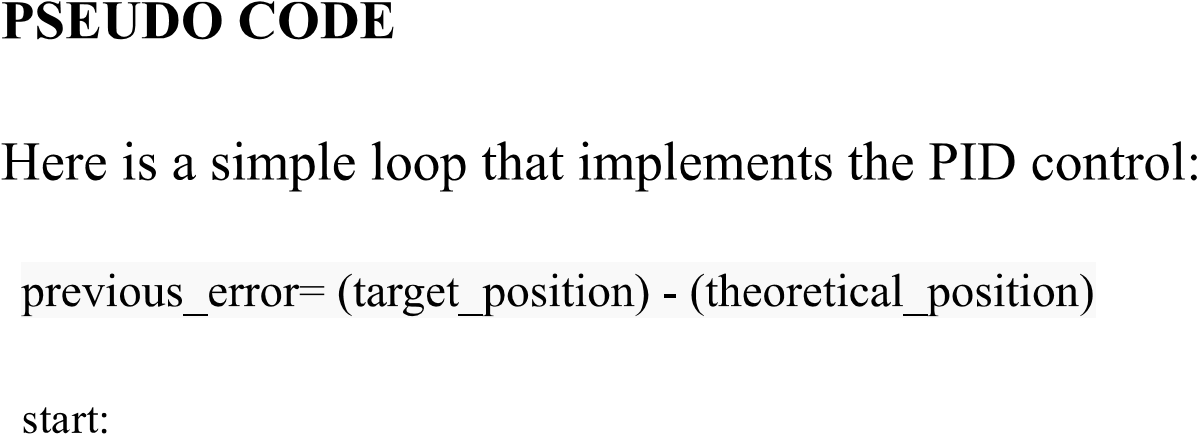 PSEUDO CODE
Here is a simple loop that implements the PID control:
previous_error= (target_position) - (theoretical_position)
start: